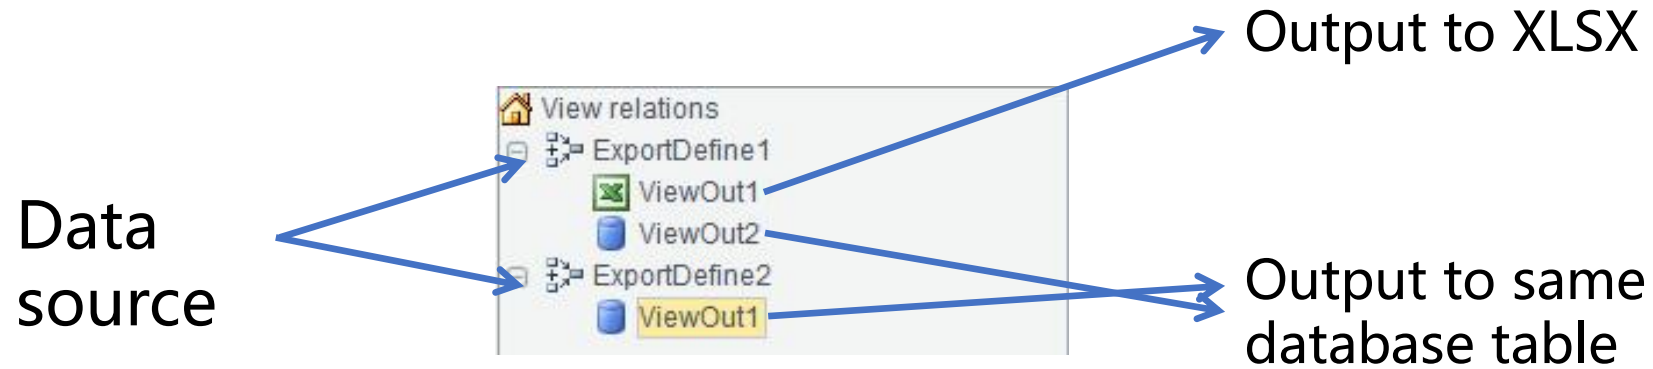 Output to XLSX
View relations
ExportDefine1
ViewOut1
ViewOut2
ExportDefine2
ViewOut1
Data
source
Output to same
database table